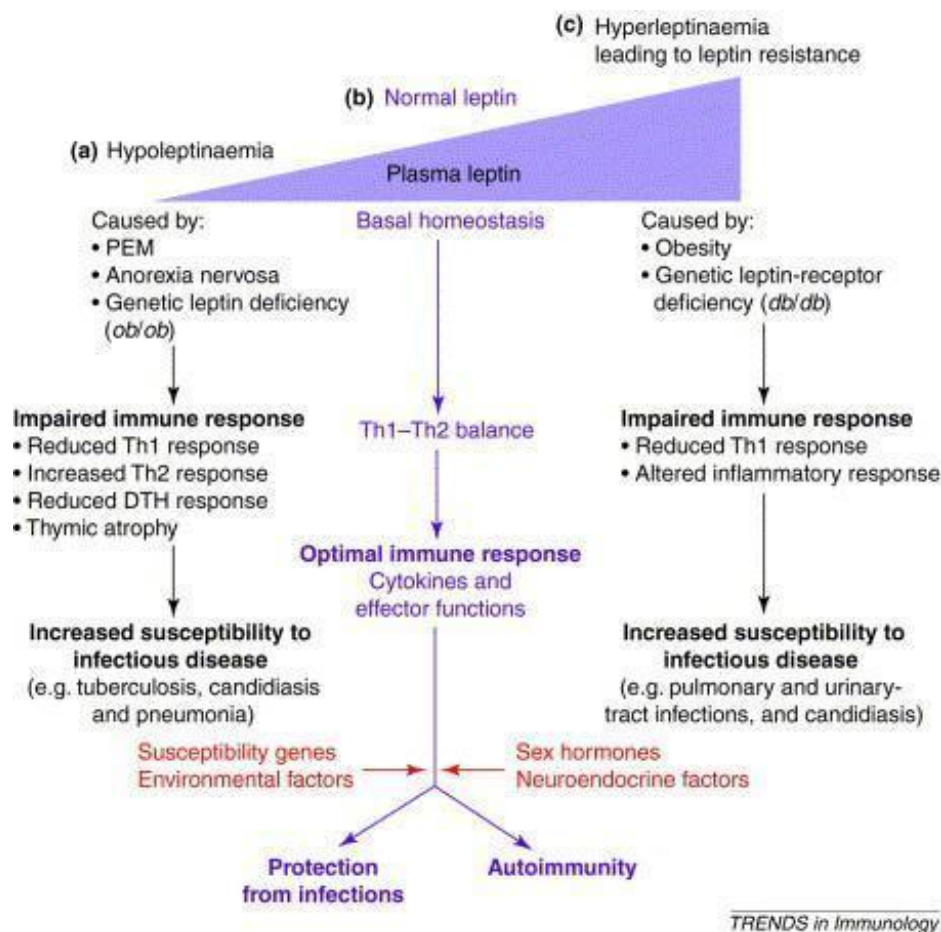 (c) Hyperleptinaemia
leading to leptin resistance
(b) Normal leptin
(a) Hypoleptinaemia
Plasma leptin
Caused by:
• PEM
• Anorexia nervosa
• Genetic leptin deficiency
(ob/ob)
Impaired immune response
• Reduced Th1 response
• Increased Th2 response
• Reduced DTH response
• Thymic atrophy
Increased susceptibility to
infectious disease
(e.g. tuberculosis, candidiasis
and pneumonia)
Basal homeostasis
Th1–Th2 balance
Optimal immune response
Cytokines and
effector functions
Caused by:
• Obesity
• Genetic leptin-receptor
deficiency (db/db)
Impaired immune response
• Reduced Th1 response
• Altered inflammatory response
Increased susceptibility to
infectious disease
(e.g. pulmonary and urinary-
tract infections, and candidiasis)
Susceptibility genes
Environmental factors
Sex hormones
Neuroendocrine factors
Protection
from infections
Autoimmunity
TRENDS in Immunology